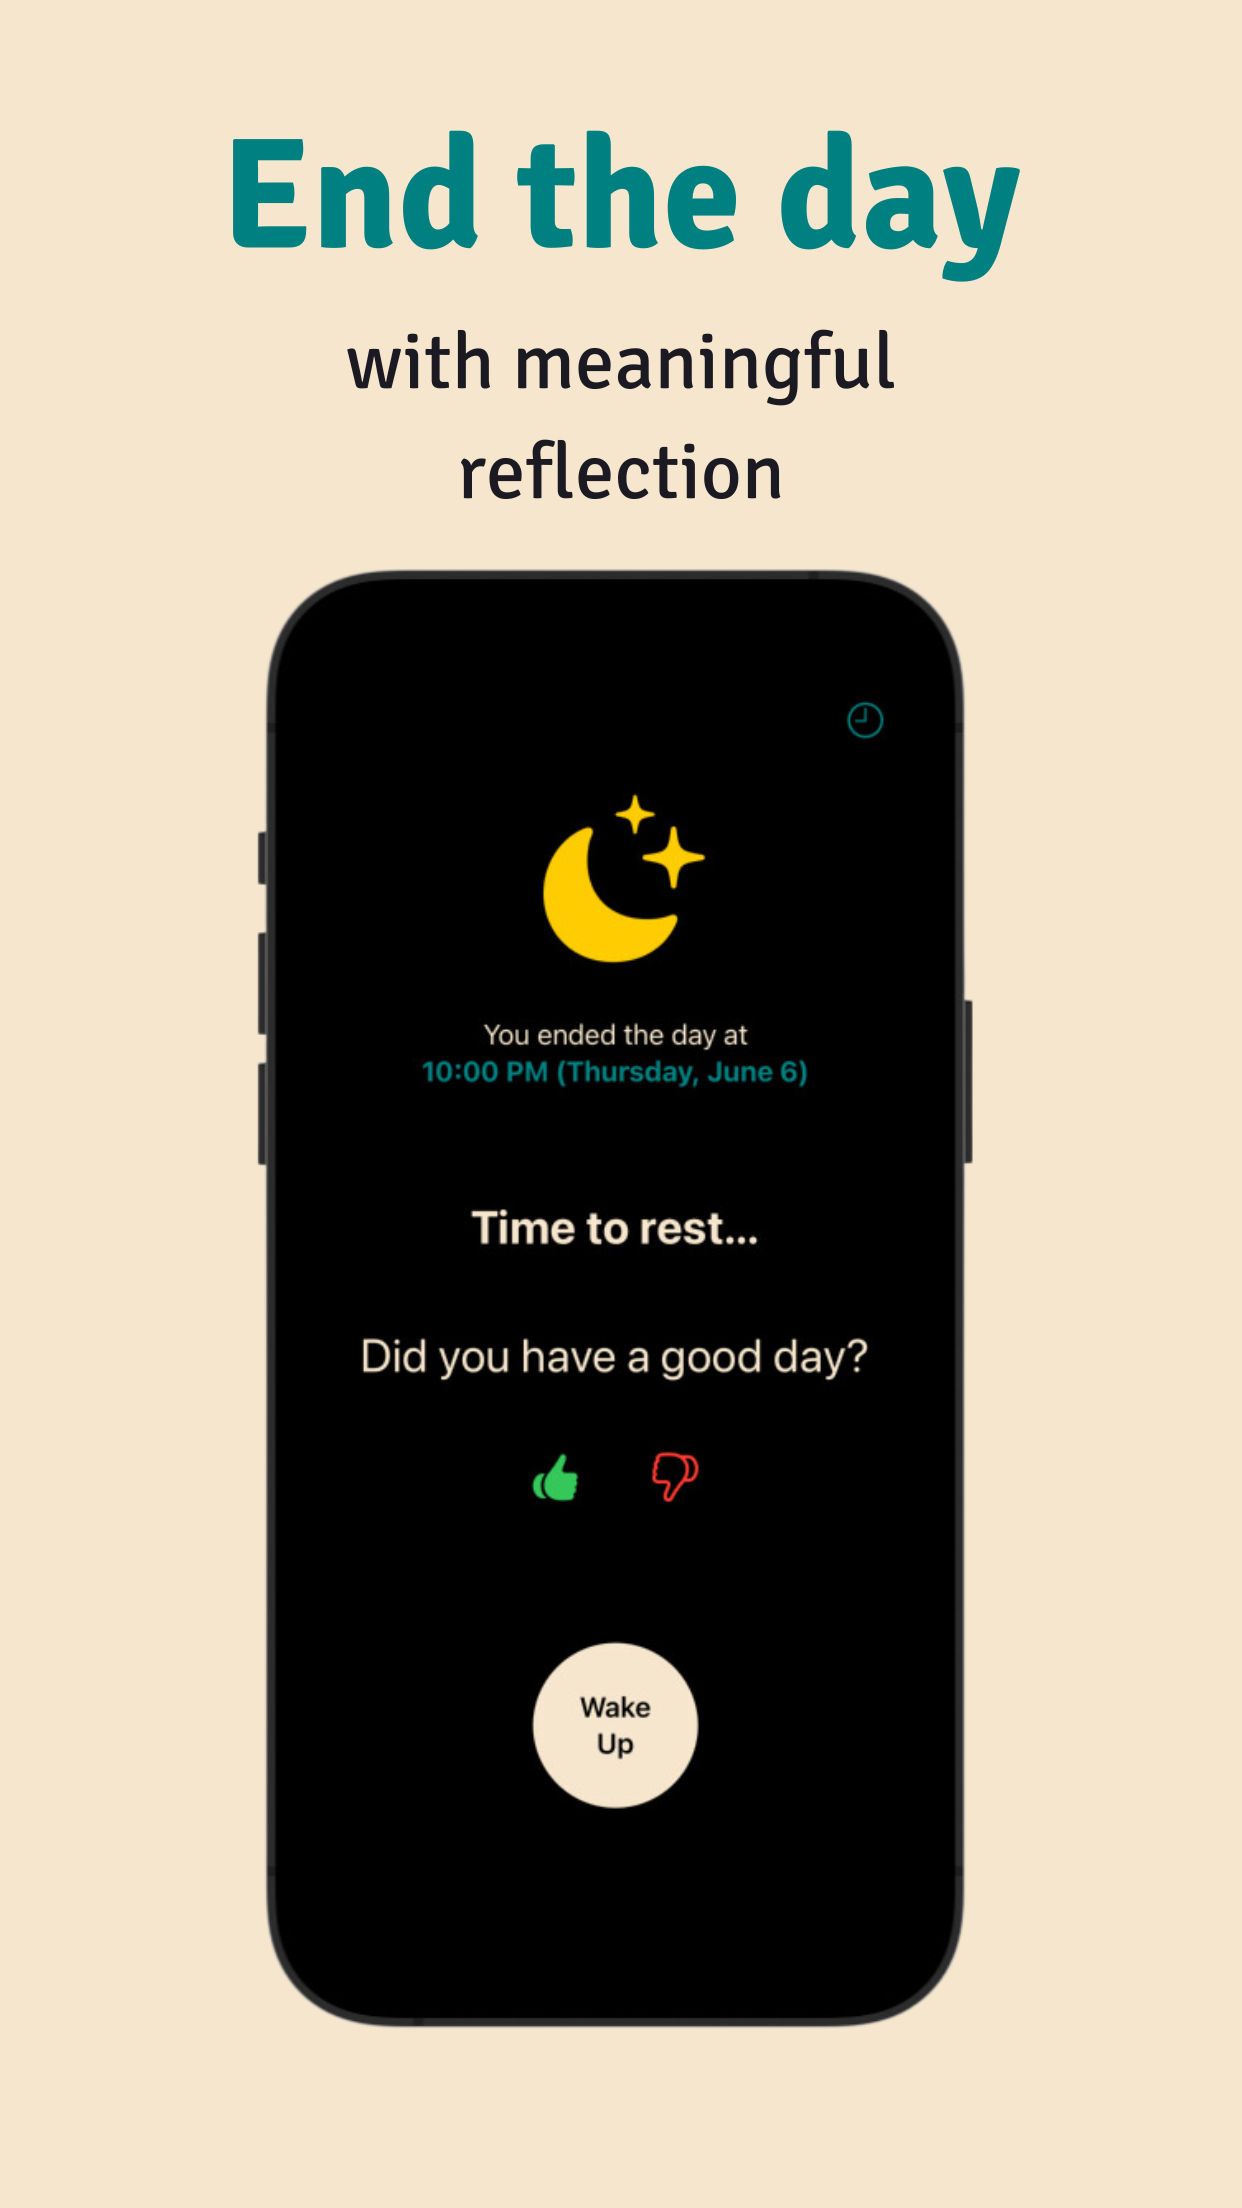 End the day
with meaningful
reflection
You ended the day at
10:00 PM (Thursday, June 6)
Time to rest...
Did you have a good day?
Wake
Up